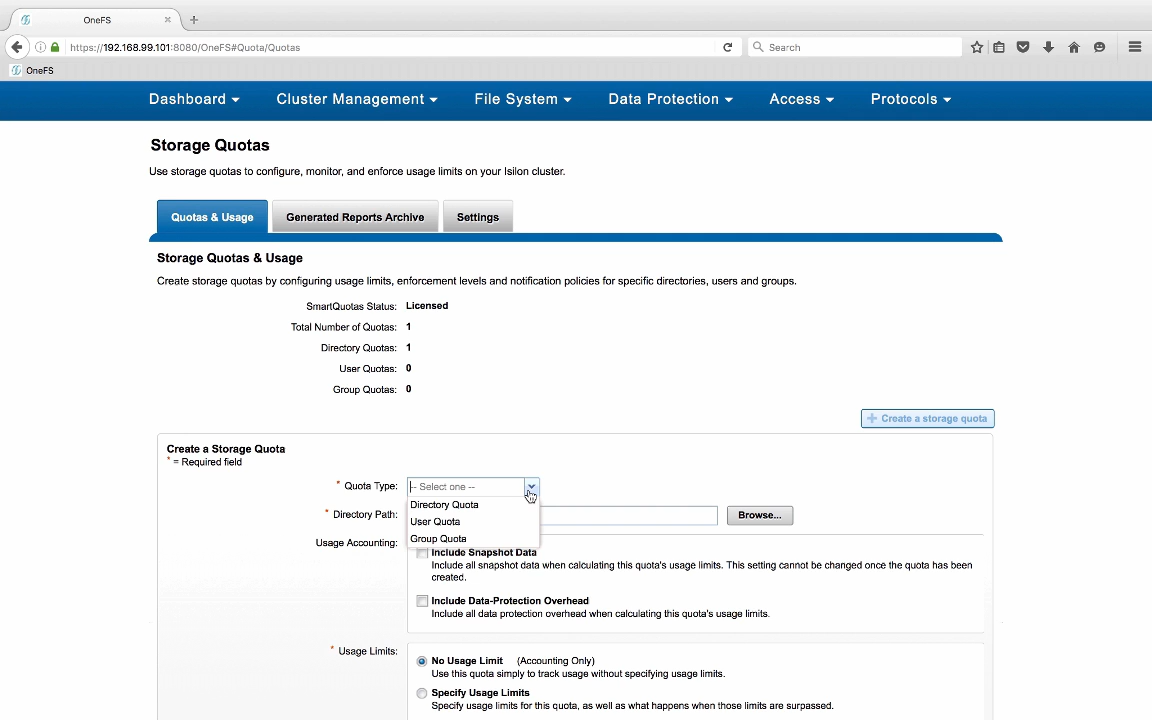 OneFS
https://192.168.99.101:8080/OneFS#Quota/Quotas
Search
OneFS
Dashboard
Cluster Management
File System
Data Protection
Access
Protocols
Storage Quotas
Use storage quotas to configure, monitor, and enforce usage limits on your Isilon cluster.
Quotas & Usage
Generated Reports Archive
Settings
Storage Quotas & Usage
Create storage quotas by configuring usage limits, enforcement levels and notification policies for specific directories, users and groups.
SmartQuotas Status: Licensed
Total Number of Quotas: 1
Directory Quotas: 1
User Quotas: 0
Group Quotas: 0
+ Create a storage quota
Create a Storage Quota
* = Required field
* Quota Type: -- Select one --
Directory Quota
User Quota
Group Quota
* Directory Path:
Browse...
Usage Accounting:
Include Snapshot Data
Include all snapshot data when calculating this quota's usage limits. This setting cannot be changed once the quota has been
created.
Include Data-Protection Overhead
Include all data protection overhead when calculating this quota's usage limits.
* Usage Limits:
No Usage Limit (Accounting Only)
Use this quota simply to track usage without specifying usage limits.
Specify Usage Limits
Specify usage limits for this quota, as well as what happens when those limits are surpassed.